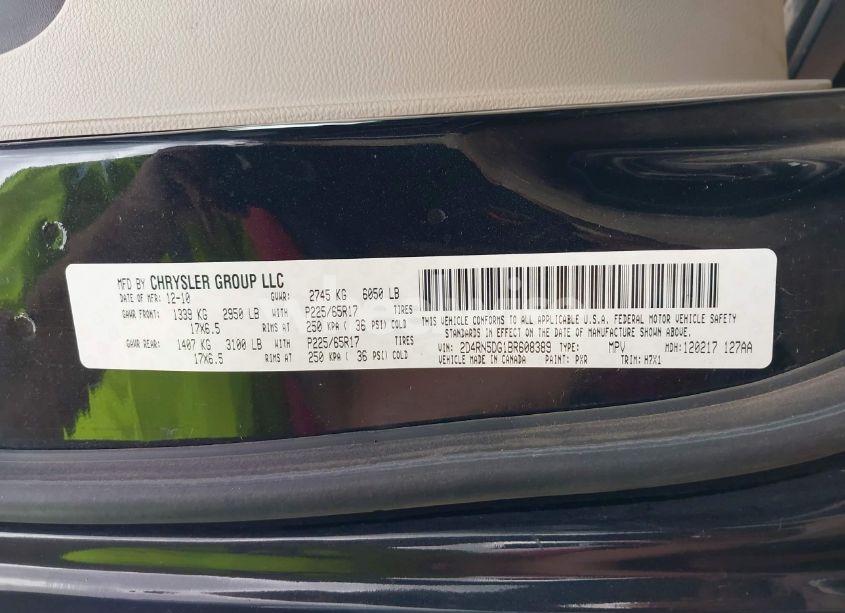 MFD BY CHRYSLER GROUP LLC
DATE OF MFR: 12-10 GVWR: 2745 KG 6050 LB
GAWR FRONT: 1339 KG 2950 LB WITH P225/65R17 TIRES
17X6.5 RIMS AT 250 KPA ( 36 PSI) COLD
GAWR REAR: 1407 KG 3100 LB WITH P225/65R17 TIRES
17X6.5 RIMS AT 250 KPA ( 36 PSI) COLD
THIS VEHICLE CONFORMS TO ALL APPLICABLE U.S.A. FEDERAL MOTOR VEHICLE SAFETY
STANDARDS IN EFFECT ON THE DATE OF MANUFACTURE SHOWN ABOVE.
VIN: 2D4RN5DG1BR608389 TYPE: MPV MDH: 120217 127AA
VEHICLE MADE IN CANADA PAINT: PXR TRIM: H7X1